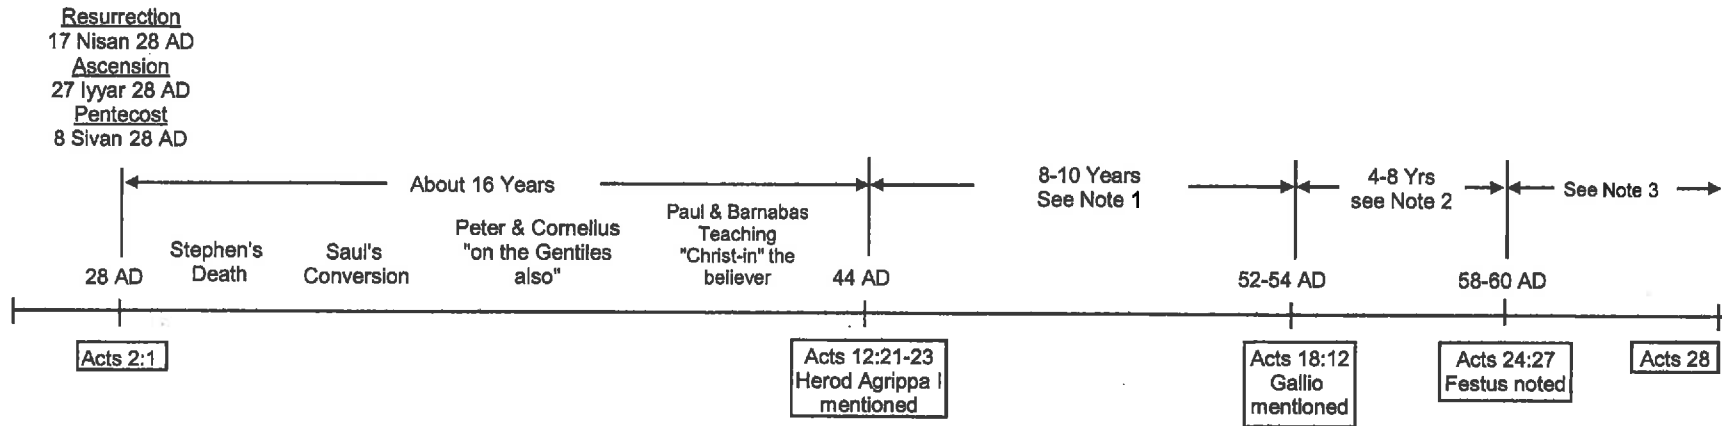 Resurrection
17 Nisan 28 AD
Ascension
27 Iyyar 28 AD
Pentecost
8 Sivan 28 AD
About 16 Years
8-10 Years
See Note 1
4-8 Yrs
see Note 2
See Note 3
28 AD
Stephen's
Death
Saul's
Conversion
Peter & Cornelius
"on the Gentiles
also"
Paul & Barnabas
Teaching
"Christ-in" the
believer
44 AD
52-54 AD
58-60 AD
Acts 2:1
Acts 12:21-23
Herod Agrippa I
mentioned
Acts 18:12
Gallio
mentioned
Acts 24:27
Festus noted
Acts 28